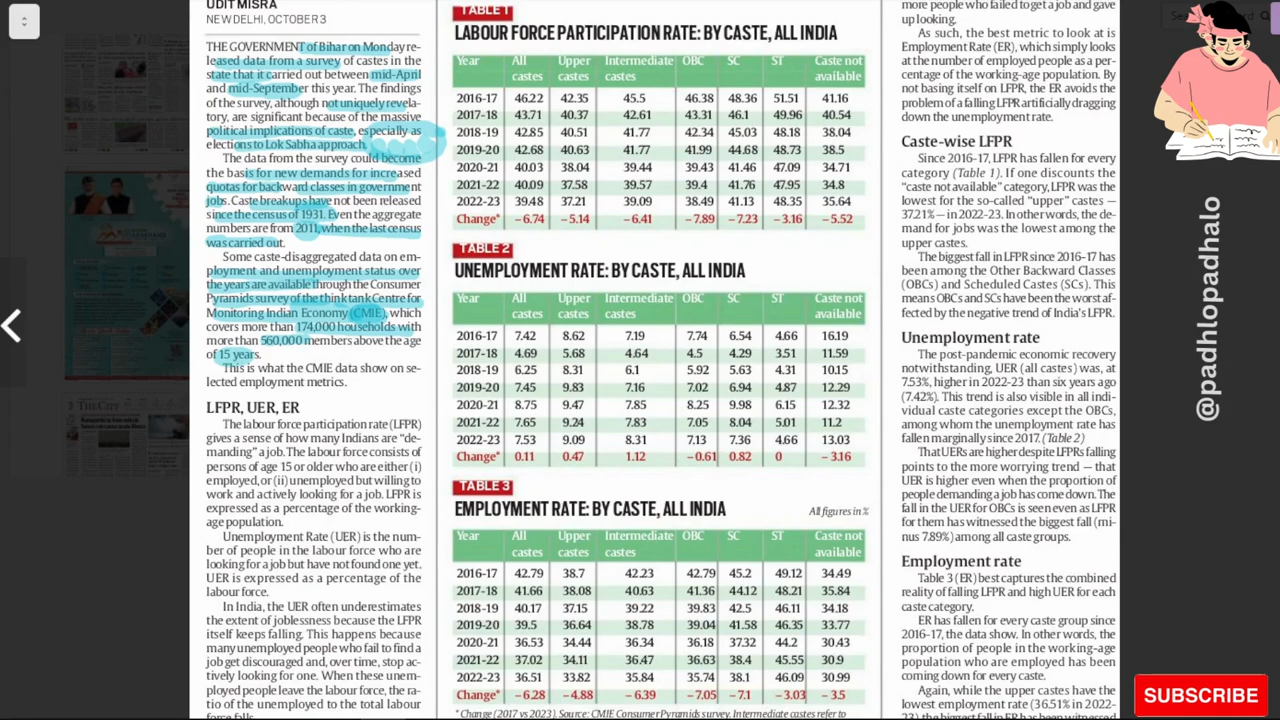 UDIT MISRA
NEW DELHI, OCTOBER 3
THE GOVERNMENT of Bihar on Monday re-
leased data from a survey of castes in the
state that it carried out between mid-April
and mid-September this year. The findings
of the survey, although not uniquely revela-
tory, are significant because of the massive
political implications of caste, especially as
elections to Lok Sabha approach.
The data from the survey could become
the basis for new demands for increased
quotas for backward classes in government
jobs. Caste breakups have not been released
since the census of 1931. Even the aggregate
numbers are from 2011, when the last census
was carried out.
Some caste-disaggregated data on em-
ployment and unemployment status over
the years are available through the Consumer
Pyramids survey of the think tank Centre for
Monitoring Indian Economy (CMIE), which
covers more than 174,000 households with
more than 560,000 members above the age
of 15 years.
This is what the CMIE data show on se-
lected employment metrics.
LFPR, UER, ER
The labour force participation rate (LFPR)
gives a sense of how many Indians are "de-
manding" a job. The labour force consists of
persons of age 15 or older who are either (i)
employed, or (ii) unemployed but willing to
work and actively looking for a job. LFPR is
expressed as a percentage of the working-
age population.
Unemployment Rate (UER) is the num-
ber of people in the labour force who are
looking for a job but have not found one yet.
UER is expressed as a percentage of the
labour force.
In India, the UER often underestimates
the extent of joblessness because the LFPR
itself keeps falling. This happens because
many unemployed people who fail to find a
job get discouraged and, over time, stop ac-
tively looking for one. When these unem-
ployed people leave the labour force, the ra-
tio of the unemployed to the total labour
force falls.
TABLE 1
LABOUR FORCE PARTICIPATION RATE: BY CASTE, ALL INDIA
Year All castes Upper castes Intermediate castes OBC SC ST Caste not available
2016-17 46.22 42.35 45.5 46.38 48.36 51.51 41.16
2017-18 43.71 40.37 42.61 43.31 46.1 49.96 40.54
2018-19 42.85 40.51 41.77 42.34 45.03 48.18 38.04
2019-20 42.68 40.63 41.77 41.99 44.68 48.73 38.5
2020-21 40.03 38.04 39.44 39.43 41.46 47.09 34.71
2021-22 40.09 37.58 39.57 39.4 41.76 47.95 34.8
2022-23 39.48 37.21 39.09 38.49 41.13 48.35 35.64
Change* – 6.74 – 5.14 – 6.41 – 7.89 – 7.23 – 3.16 – 5.52
TABLE 2
UNEMPLOYMENT RATE: BY CASTE, ALL INDIA
Year All castes Upper castes Intermediate castes OBC SC ST Caste not available
2016-17 7.42 8.62 7.19 7.74 6.54 4.66 16.19
2017-18 4.69 5.68 4.64 4.5 4.29 3.51 11.59
2018-19 6.25 8.31 6.1 5.92 5.63 4.31 10.15
2019-20 7.45 9.83 7.16 7.02 6.94 4.87 12.29
2020-21 8.75 9.47 7.85 8.25 9.98 6.15 12.32
2021-22 7.65 9.24 7.83 7.05 8.04 5.01 11.2
2022-23 7.53 9.09 8.31 7.13 7.36 4.66 13.03
Change* 0.11 0.47 1.12 – 0.61 0.82 0 – 3.16
TABLE 3
EMPLOYMENT RATE: BY CASTE, ALL INDIA
All figures in %
Year All castes Upper castes Intermediate castes OBC SC ST Caste not available
2016-17 42.79 38.7 42.23 42.79 45.2 49.12 34.49
2017-18 41.66 38.08 40.63 41.36 44.12 48.21 35.84
2018-19 40.17 37.15 39.22 39.83 42.5 46.11 34.18
2019-20 39.5 36.64 38.78 39.04 41.58 46.35 33.77
2020-21 36.53 34.44 36.34 36.18 37.32 44.2 30.43
2021-22 37.02 34.11 36.47 36.63 38.4 45.55 30.9
2022-23 36.51 33.82 35.84 35.74 38.1 46.09 30.99
Change* – 6.28 – 4.88 – 6.39 – 7.05 – 7.1 – 3.03 – 3.5
* Change (2017 vs 2023). Source: CMIE Consumer Pyramids survey. Intermediate castes refer to
more people who failed to get a job and gave
up looking.
As such, the best metric to look at is
Employment Rate (ER), which simply looks
at the number of employed people as a per-
centage of the working-age population. By
not basing itself on LFPR, the ER avoids the
problem of a falling LFPR artificially dragging
down the unemployment rate.
Caste-wise LFPR
Since 2016-17, LFPR has fallen for every
category (Table 1). If one discounts the
"caste not available" category, LFPR was the
lowest for the so-called "upper" castes —
37.21% — in 2022-23. In other words, the de-
mand for jobs was the lowest among the
upper castes.
The biggest fall in LFPR since 2016-17 has
been among the Other Backward Classes
(OBCs) and Scheduled Castes (SCs). This
means OBCs and SCs have been the worst af-
fected by the negative trend of India's LFPR.
Unemployment rate
The post-pandemic economic recovery
notwithstanding, UER (all castes) was, at
7.53%, higher in 2022-23 than six years ago
(7.42%). This trend is also visible in all indi-
vidual caste categories except the OBCs,
among whom the unemployment rate has
fallen marginally since 2017. (Table 2)
That UERs are higher despite LFPRs falling
points to the more worrying trend — that
UER is higher even when the proportion of
people demanding a job has come down. The
fall in the UER for OBCs is seen even as LFPR
for them has witnessed the biggest fall (mi-
nus 7.89%) among all caste groups.
Employment rate
Table 3 (ER) best captures the combined
reality of falling LFPR and high UER for each
caste category.
ER has fallen for every caste group since
2016-17, the data show. In other words, the
proportion of people in the working-age
population who are employed has been
coming down for every caste.
Again, while the upper castes have the
lowest employment rate (36.51% in 2022-
23), the biggest fall in ER has been witnessed
@padhlopadhalo
SUBSCRIBE
THE CITY